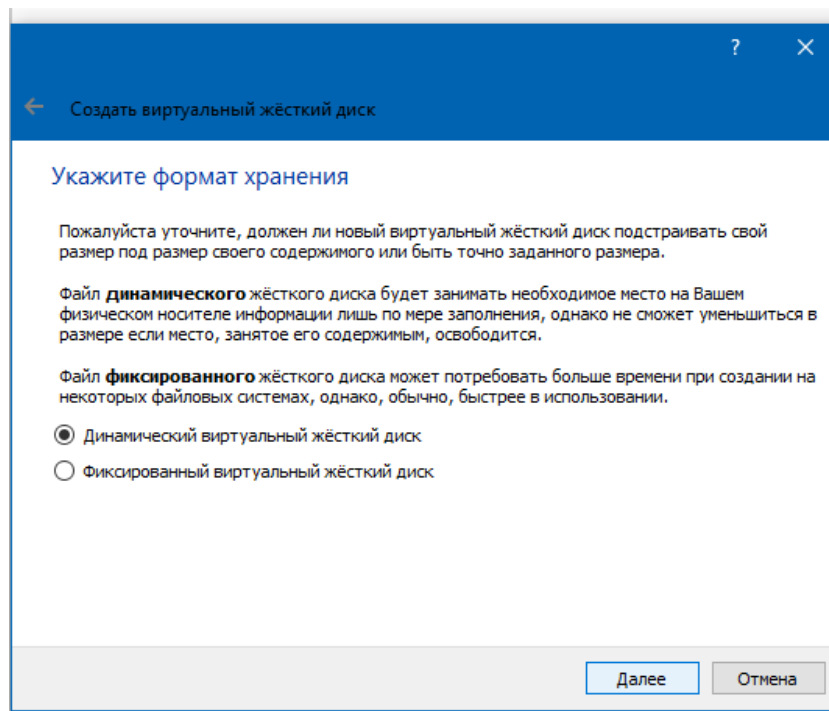 ?
Создать виртуальный жёсткий диск
Укажите формат хранения
Пожалуйста уточните, должен ли новый виртуальный жёсткий диск подстраивать свой
размер под размер своего содержимого или быть точно заданного размера.
Файл динамического жёсткого диска будет занимать необходимое место на Вашем
физическом носителе информации лишь по мере заполнения, однако не сможет уменьшиться в
размере если место, занятое его содержимым, освободится.
Файл фиксированного жёсткого диска может потребовать больше времени при создании на
некоторых файловых системах, однако, обычно, быстрее в использовании.
Динамический виртуальный жёсткий диск
Фиксированный виртуальный жёсткий диск
Далее Отмена